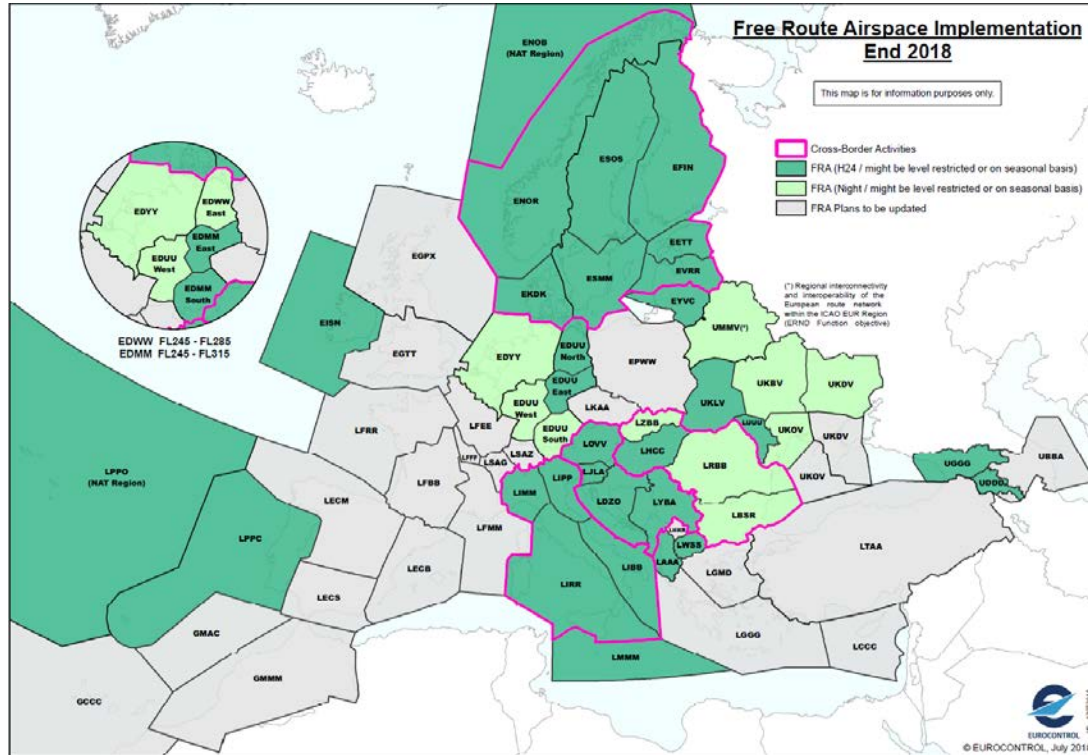 Free Route Airspace Implementation
End 2018
This map is for information purposes only.
Cross-Border Activities
FRA (H24 / might be level restricted or on seasonal basis)
FRA (Night / might be level restricted or on seasonal basis)
FRA Plans to be updated
(*) Regional interconnectivity
and interoperability of the
European route network
within the ICAO EUR Region
(ERND Function objective)
ENOB
(NAT Region)
ESOS
EFIN
ENOR
EETT
EVRR
ESMM
EKDK
EYVC
UMMV(*)
EDYY
EDWW
East
EDMM
East
EDUU
West
EDMM
South
EDWW FL245 - FL285
EDMM FL245 - FL315
EGPX
EISN
EGTT
EDYY
EDUU
North
EDUU
East
EPWW
EDUU
West
EDUU
South
LKAA
UKLV
UKBV
UKDV
UKOV
UKDV
UKOV
LUUU
LZBB
LOVV
LHCC
LRBB
LBSR
LJLA
LDZO
LYBA
LWSS
LAAA
LFRR
LFEE
LFFF
LSAG
LSAZ
LFBB
LFMM
LIMM
LIPP
LIRR
LIBB
LMMM
LPPO
(NAT Region)
LPPC
LECM
LECB
LECS
GMAC
GMMM
GCCC
LGMD
LGGG
LTAA
LCCC
UGGG
UDDD
UBBA
EUROCONTROL
© EUROCONTROL, July 201